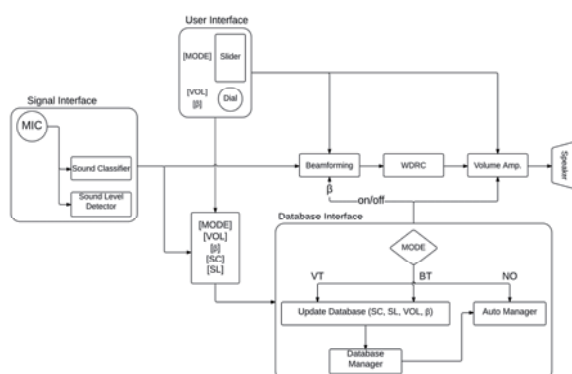 User Interface
[MODE]
Slider
[VOL]
[β]
Dial
Signal Interface
MIC
Sound Classifier
Sound Level
Detector
Beamforming
WDRC
Volume Amp.
Speaker
β
on/off
[MODE]
[VOL]
[β]
[SC]
[SL]
Database Interface
MODE
VT
BT
NO
Update Database (SC, SL, VOL, β)
Auto Manager
Database
Manager